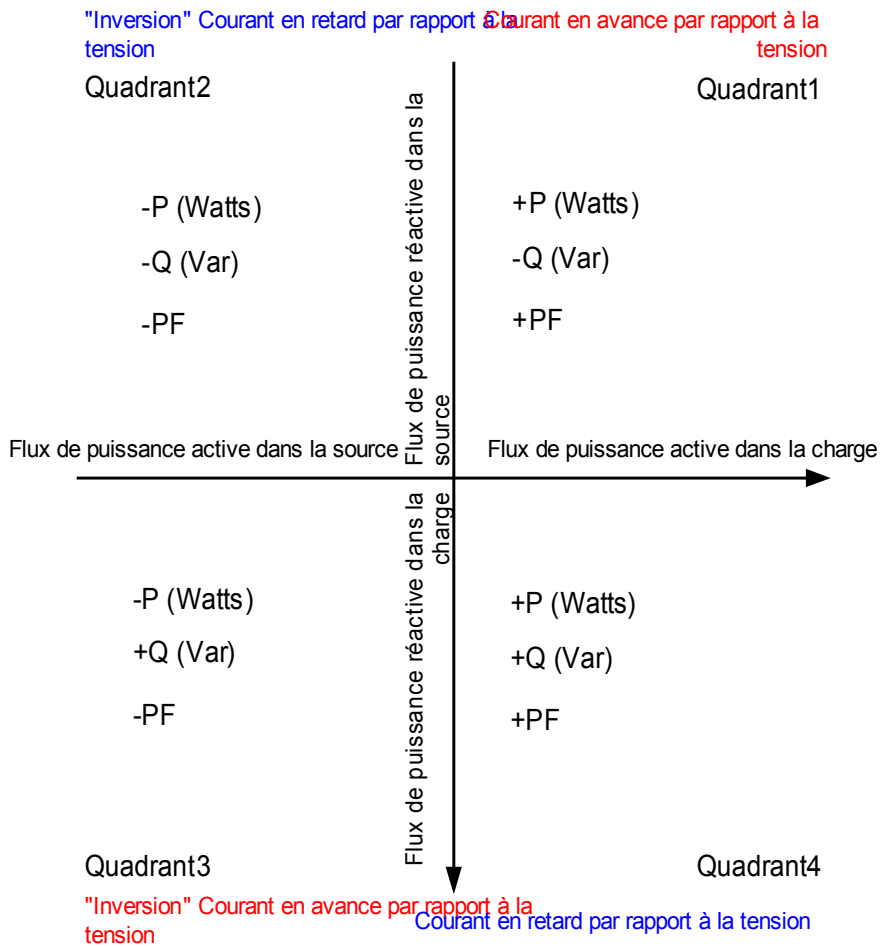 "Inversion" Courant en retard par rapport à la
tension
Courant en avance par rapport à la
tension
Quadrant2
Quadrant1
-P (Watts)
-Q (Var)
-PF
+P (Watts)
-Q (Var)
+PF
Flux de puissance réactive dans la
source
Flux de puissance active dans la source
Flux de puissance active dans la charge
Flux de puissance réactive dans la
charge
-P (Watts)
+Q (Var)
-PF
+P (Watts)
+Q (Var)
+PF
Quadrant3
Quadrant4
"Inversion" Courant en avance par rapport à la
tension
Courant en retard par rapport à la tension